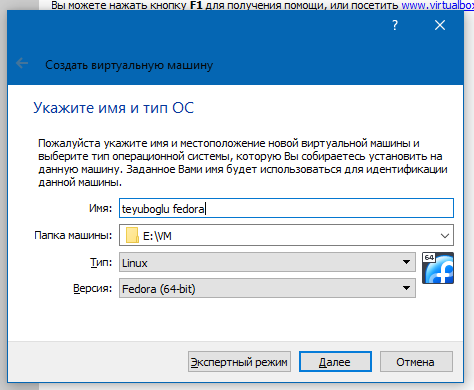 Вы можете нажать кнопку F1 для получения помощи, или посетить www.virtualbox
Создать виртуальную машину
Укажите имя и тип ОС
Пожалуйста укажите имя и местоположение новой виртуальной машины и
выберите тип операционной системы, которую Вы собираетесь установить на
данную машину. Заданное Вами имя будет использоваться для идентификации
данной машины.
Имя: teyuboglu fedora
Папка машины: E:\VM
Тип: Linux
64
Версия: Fedora (64-bit)
Экспертный режим Далее Отмена